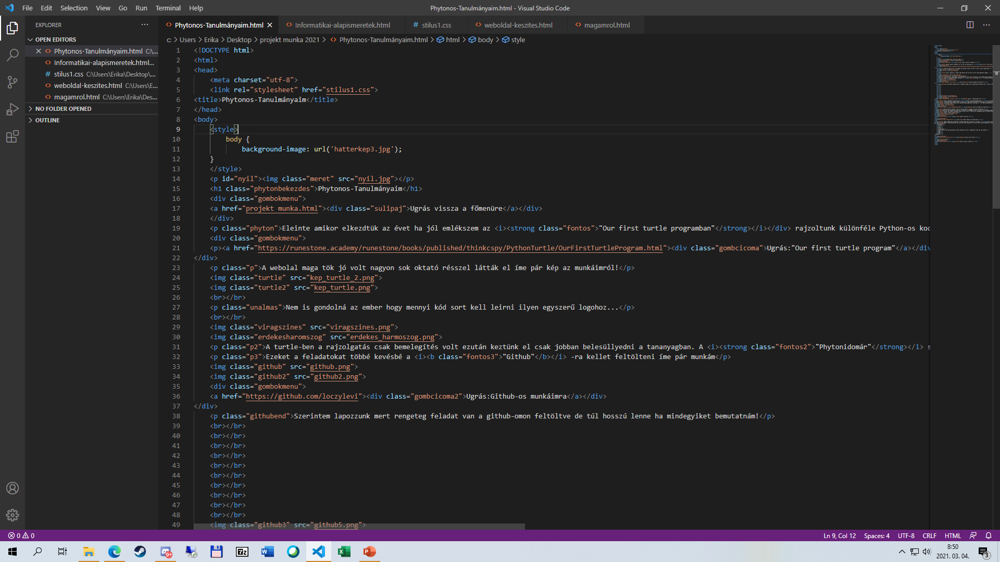 File Edit Selection View Go Run Terminal Help
Phytonos-Tanulmányaim.html - Visual Studio Code
EXPLORER
OPEN EDITORS
Phytonos-Tanulmányaim.html C:\...
Informatikai-alapismeretek.html...
stilus1.css C:\Users\Erika\Desktop\...
weboldal-keszites.html C:\Users\E...
magamrol.html C:\Users\Erika\Des...
NO FOLDER OPENED
OUTLINE
Phytonos-Tanulmányaim.html Informatikai-alapismeretek.html stilus1.css weboldal-keszites.html magamrol.html
c: > Users > Erika > Desktop > projekt munka 2021 > Phytonos-Tanulmányaim.html > html > body > style
1 <!DOCTYPE html>
2 <html>
3 <head>
4 <meta charset="utf-8">
5 <link rel="stylesheet" href="stilus1.css">
6 <title>Phytonos-Tanulmányaim</title>
7 </head>
8 <body>
9 <style>
10 body {
11 background-image: url('hatterkep3.jpg');
12 }
13 </style>
14 <p id="nyil"><img class="meret" src="nyil.jpg"></p>
15 <h1 class="phytonbekezdes">Phytonos-Tanulmányaim</h1>
16 <div class="gombokmenu">
17 <a href="projekt munka.html"><div class="sulipaj">Ugrás vissza a főmenüre</a></div>
18 </div>
19 <p class="phyton">Eleinte amikor elkezdtük az évet ha jól emlékszem az <i><strong class="fontos">"Our first turtle programban"</strong></i></div> rajzoltunk különféle Python-os kod
20 <div class="gombokmenu">
21 <p><a href="https://runestone.academy/runestone/books/published/thinkcspy/PythonTurtle/OurFirstTurtleProgram.html"><div class="gombcicoma">Ugrás:"Our first turtle program"</a></div
22 </div>
23 <p class="p">A webolal maga tök jó volt nagyon sok oktató résszel látták el íme pár kép az munkáimról!</p>
24 <img class="turtle" src="kep_turtle_2.png">
25 <img class="turtle2" src="kep_turtle.png">
26 <br></br>
27 <p class="unalmas">Nem is gondolná az ember hogy mennyi kód sort kell leirni ilyen egyszerű logohoz...</p>
28 <br></br>
29 <img class="viragszines" src="viragszines.png">
30 <img class="erdekesharomszog" src="erdekes_harmoszog.png">
31 <p class="p2">A turtle-ben a rajzolgatás csak bemelegítés volt ezután keztünk el csak jobban belesüllyedni a tananyagban. A <i><strong class="fontos2">"Phytonidomár"</strong></i> s
32 <p class="p3">Ezeket a feladatokat többé kevésbé a <i><b class="fontos3">"Github"</b></i> -ra kellet feltölteni íme pár munkám</p>
33 <img class="github" src="github.png">
34 <img class="github2" src="github2.png">
35 <div class="gombokmenu">
36 <a href="https://github.com/loczylevi"><div class="gombcicoma2">Ugrás:Github-os munkáimra</a></div>
37 </div>
38 <p class="githubend">Szerintem lapozzunk mert rengeteg feladat van a github-omon feltöltve de túl hosszú lenne ha mindegyiket bemutatnám!</p>
39 <br></br>
40 <br></br>
41 <br></br>
42 <br></br>
43 <br></br>
44 <br></br>
45 <br></br>
46 <br></br>
47 <br></br>
48 <br></br>
49 <img class="github3" src="github5.png">
0 0 Ln 9, Col 12 Spaces: 4 UTF-8 CRLF HTML
9+ 7z 8:50
2021. 03. 04. 3